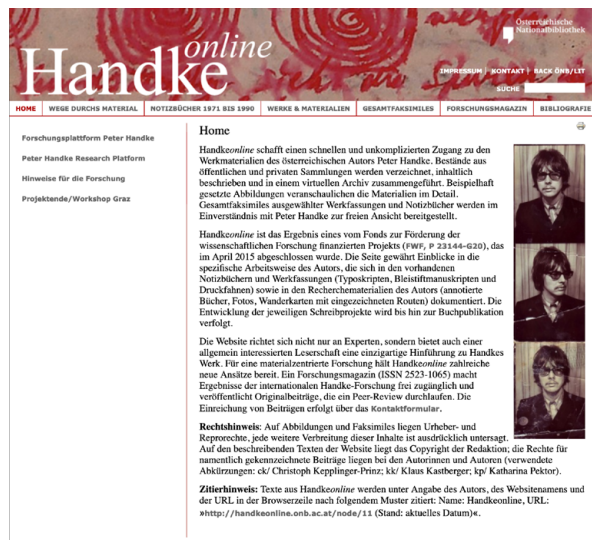 Österreichische
Nationalbibliothek
Handkeonline
IMPRESSUM | KONTAKT | BACK ÖNB/LIT
SUCHE
HOME
WEGE DURCHS MATERIAL
NOTIZBÜCHER 1971 BIS 1990
WERKE & MATERIALIEN
GESAMTFAKSIMILES
FORSCHUNGSMAGAZIN
BIBLIOGRAFIE
Forschungsplattform Peter Handke
Peter Handke Research Platform
Hinweise für die Forschung
Projektende/Workshop Graz
Home
Handkeonline schafft einen schnellen und unkomplizierten Zugang zu den
Werkmaterialien des österreichischen Autors Peter Handke. Bestände aus
öffentlichen und privaten Sammlungen werden verzeichnet, inhaltlich
beschrieben und in einem virtuellen Archiv zusammengeführt. Beispielhaft
gesetzte Abbildungen veranschaulichen die Materialien im Detail.
Gesamtfaksimiles ausgewählter Werkfassungen und Notizbücher werden im
Einverständnis mit Peter Handke zur freien Ansicht bereitgestellt.
Handkeonline ist das Ergebnis eines vom Fonds zur Förderung der
wissenschaftlichen Forschung finanzierten Projekts (FWF, P 23144-G20), das
im April 2015 abgeschlossen wurde. Die Seite gewährt Einblicke in die
spezifische Arbeitsweise des Autors, die sich in den vorhandenen
Notizbüchern und Werkfassungen (Typoskripten, Bleistiftmanuskripten und
Druckfahnen) sowie in den Recherchematerialien des Autors (annotierte
Bücher, Fotos, Wanderkarten mit eingezeichneten Routen) dokumentiert. Die
Entwicklung der jeweiligen Schreibprojekte wird bis hin zur Buchpublikation
verfolgt.
Die Website richtet sich nicht nur an Experten, sondern bietet auch einer
allgemein interessierten Leserschaft eine einzigartige Hinführung zu Handkes
Werk. Für eine materialzentrierte Forschung hält Handkeonline zahlreiche
neue Ansätze bereit. Ein Forschungsmagazin (ISSN 2523-1065) macht
Ergebnisse der internationalen Handke-Forschung frei zugänglich und
veröffentlicht Originalbeiträge, die ein Peer-Review durchlaufen. Die
Einreichung von Beiträgen erfolgt über das Kontaktformular.
Rechtshinweis: Auf Abbildungen und Faksimiles liegen Urheber- und
Reprorechte, jede weitere Verbreitung dieser Inhalte ist ausdrücklich untersagt.
Auf den beschreibenden Texten der Website liegt das Copyright der Redaktion; die Rechte für
namentlich gekennzeichnete Beiträge liegen bei den Autorinnen und Autoren (verwendete
Abkürzungen: ck/ Christoph Kepplinger-Prinz; kk/ Klaus Kastberger; kp/ Katharina Pektor).
Zitierhinweis: Texte aus Handkeonline werden unter Angabe des Autors, des Websitenamens und
der URL in der Browserzeile nach folgendem Muster zitiert: Name: Handkeonline, URL:
»http://handkeonline.onb.ac.at/node/11 (Stand: aktuelles Datum)«.